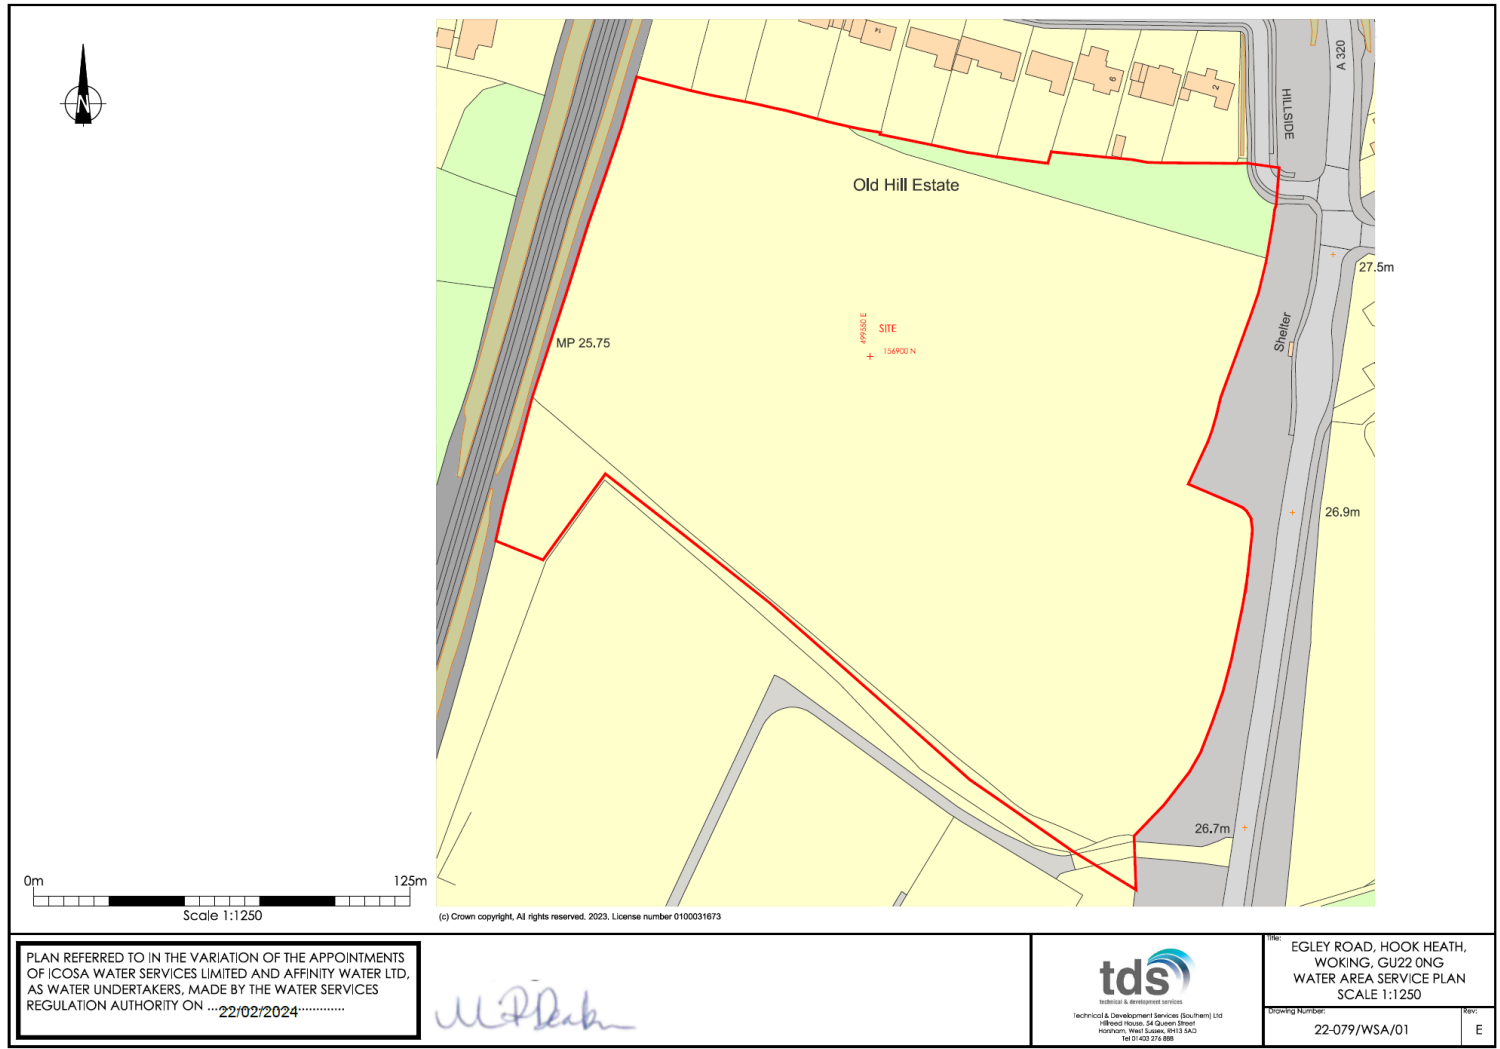 N
14
6
2
A 320
HILLSIDE
Old Hill Estate
27.5m
Shelter
499550 E
SITE
156900 N
MP 25.75
26.9m
26.7m
0m
125m
Scale 1:1250
(c) Crown copyright, All rights reserved. 2023. License number 0100031673
PLAN REFERRED TO IN THE VARIATION OF THE APPOINTMENTS
OF ICOSA WATER SERVICES LIMITED AND AFFINITY WATER LTD,
AS WATER UNDERTAKERS, MADE BY THE WATER SERVICES
REGULATION AUTHORITY ON ...22/02/2024...............
tds
technical & development services
Technical & Development Services (Southern) Ltd
Hillreed House, 54 Queen Street
Horsham, West Sussex, RH13 5AD
Tel 01403 276 888
Title:
EGLEY ROAD, HOOK HEATH,
WOKING, GU22 0NG
WATER AREA SERVICE PLAN
SCALE 1:1250
Drawing Number:
22-079/WSA/01
Rev:
E